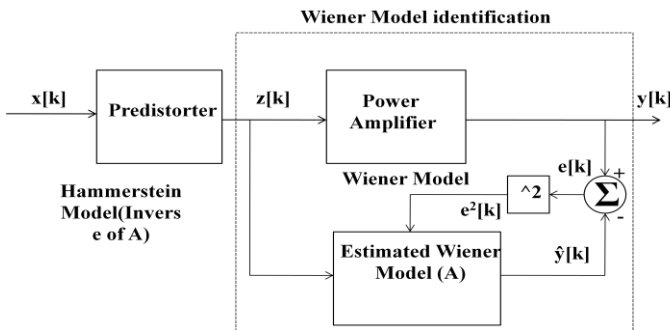 Wiener Model identification
x[k]
Predistorter
z[k]
Power
Amplifier
y[k]
Hammerstein
Model(Invers
e of A)
Wiener Model
e[k]
+
Σ
-
^2
e²[k]
Estimated Wiener
Model (A)
ŷ[k]